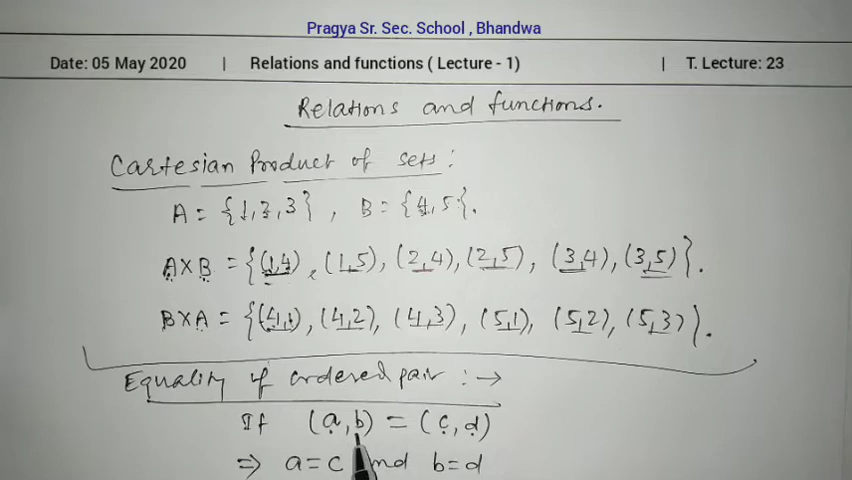 Pragya Sr. Sec. School , Bhandwa
Date: 05 May 2020 | Relations and functions ( Lecture - 1) | T. Lecture: 23
Relations and functions.
Cartesian Product of sets :
A = {1,2,3} , B = {4,5}.
A×B = {(1,4), (1,5), (2,4), (2,5), (3,4), (3,5)}.
B×A = {(4,1), (4,2), (4,3), (5,1), (5,2), (5,3)}.
Equality of ordered pair : →
If (a,b) = (c,d)
⇒ a=c and b=d